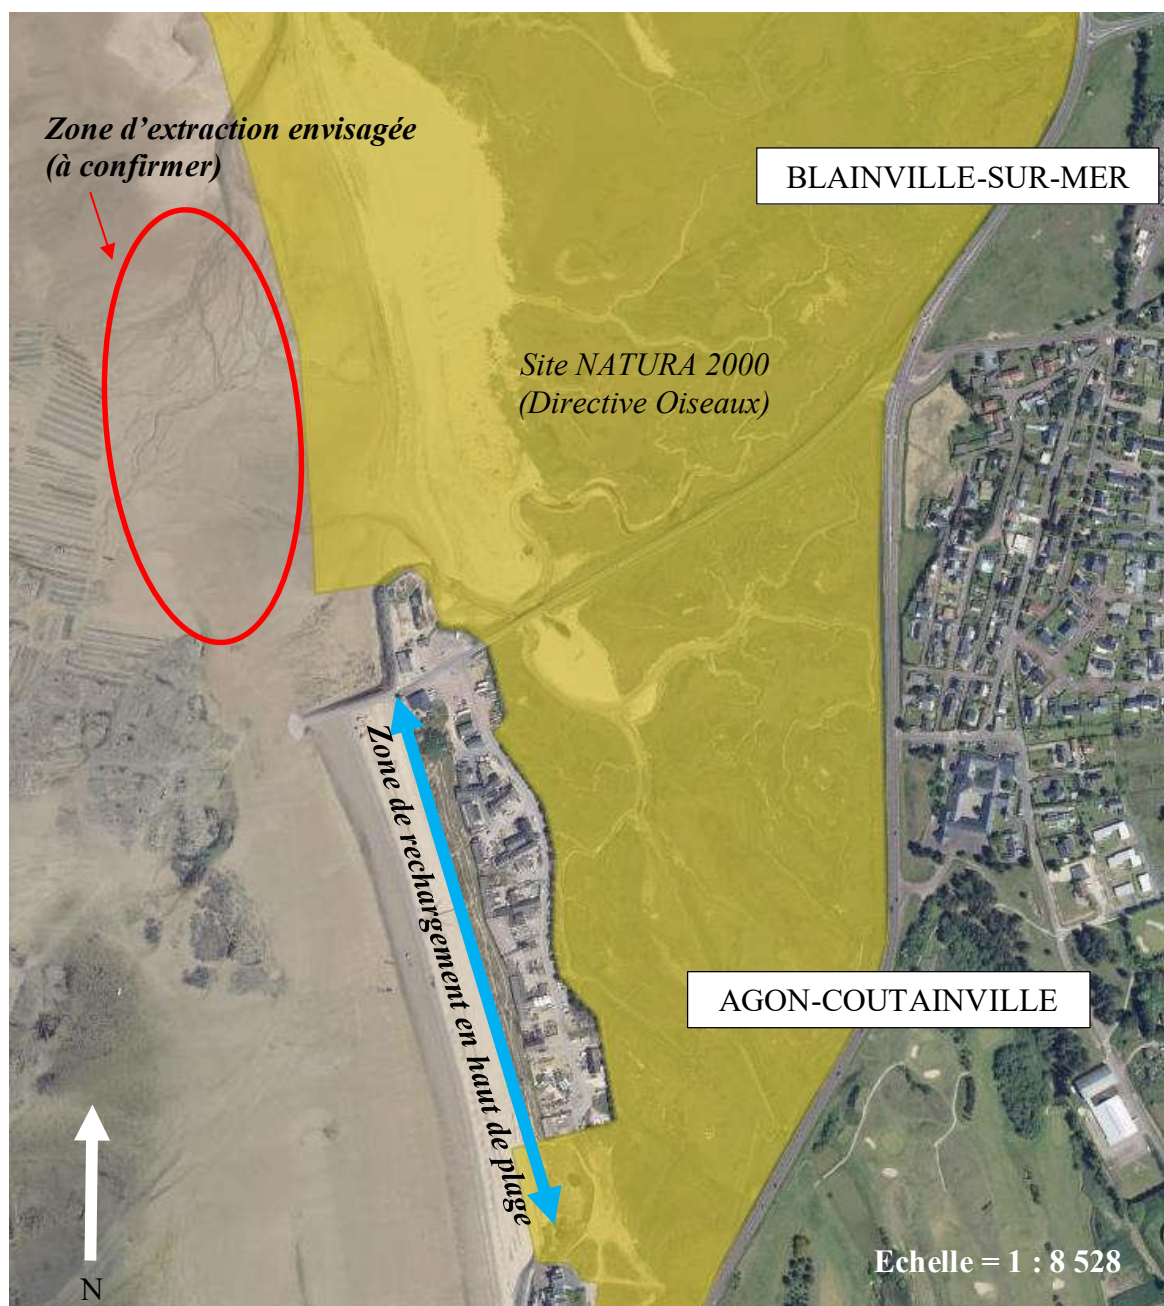 Zone d’extraction envisagée
(à confirmer)
BLAINVILLE-SUR-MER
Site NATURA 2000
(Directive Oiseaux)
Zone de rechargement en haut de plage
AGON-COUTAINVILLE
Echelle = 1 : 8 528
N